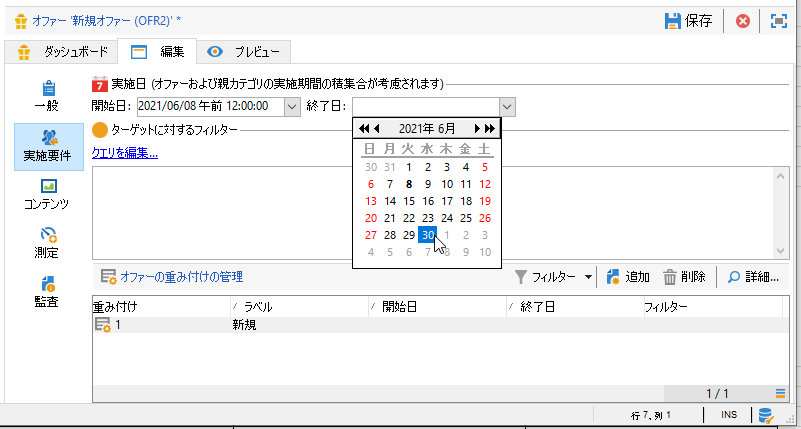 オファー '新規オファー (OFR2)' *
保存
ダッシュボード
編集
プレビュー
一般
実施要件
コンテンツ
測定
監査
7 実施日 (オファーおよび親カテゴリの実施期間の積集合が考慮されます)
開始日: 2021/06/08 午前 12:00:00 終了日:
ターゲットに対するフィルター
クエリを編集...
2021年 6月
日 月 火 水 木 金 土
30 31 1 2 3 4 5
6 7 8 9 10 11 12
13 14 15 16 17 18 19
20 21 22 23 24 25 26
27 28 29 30 1 2 3
4 5 6 7 8 9 10
オファーの重み付けの管理 フィルター 追加 削除 詳細...
重み付け ラベル 開始日 終了日 フィルター
1 新規
1 / 1
行 7, 列 1 INS